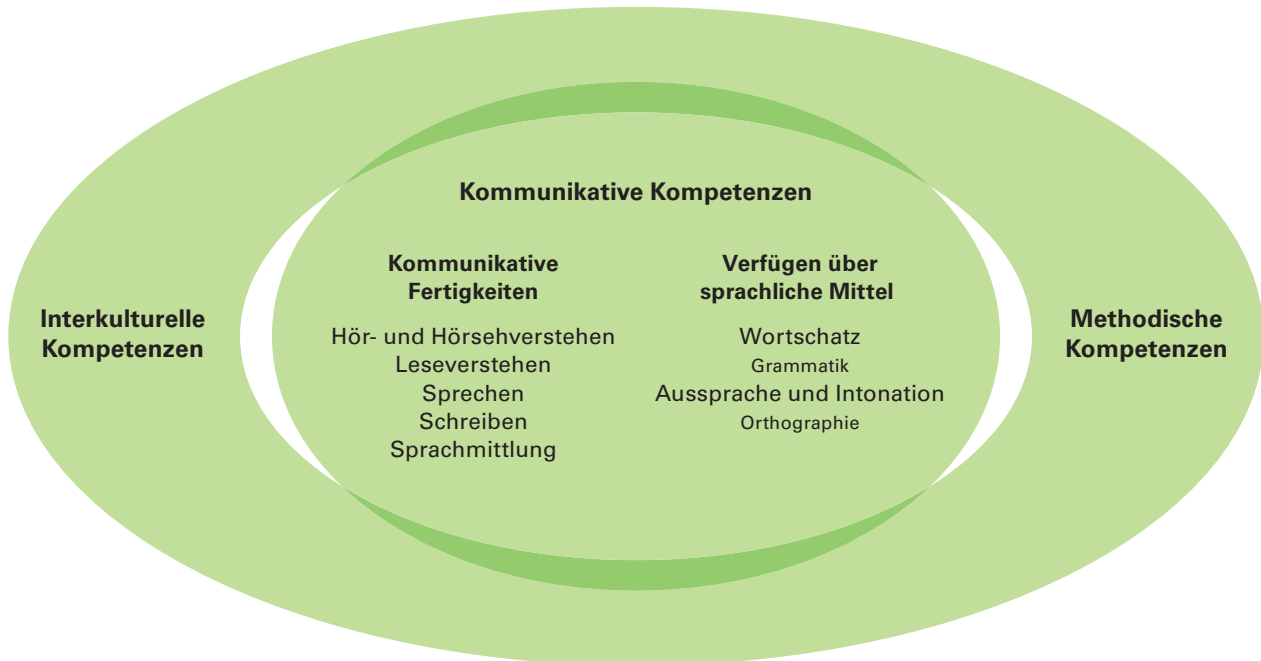 Kommunikative Kompetenzen
Kommunikative
Fertigkeiten
Hör- und Hörsehverstehen
Leseverstehen
Sprechen
Schreiben
Sprachmittlung
Verfügen über
sprachliche Mittel
Wortschatz
Grammatik
Aussprache und Intonation
Orthographie
Interkulturelle
Kompetenzen
Methodische
Kompetenzen